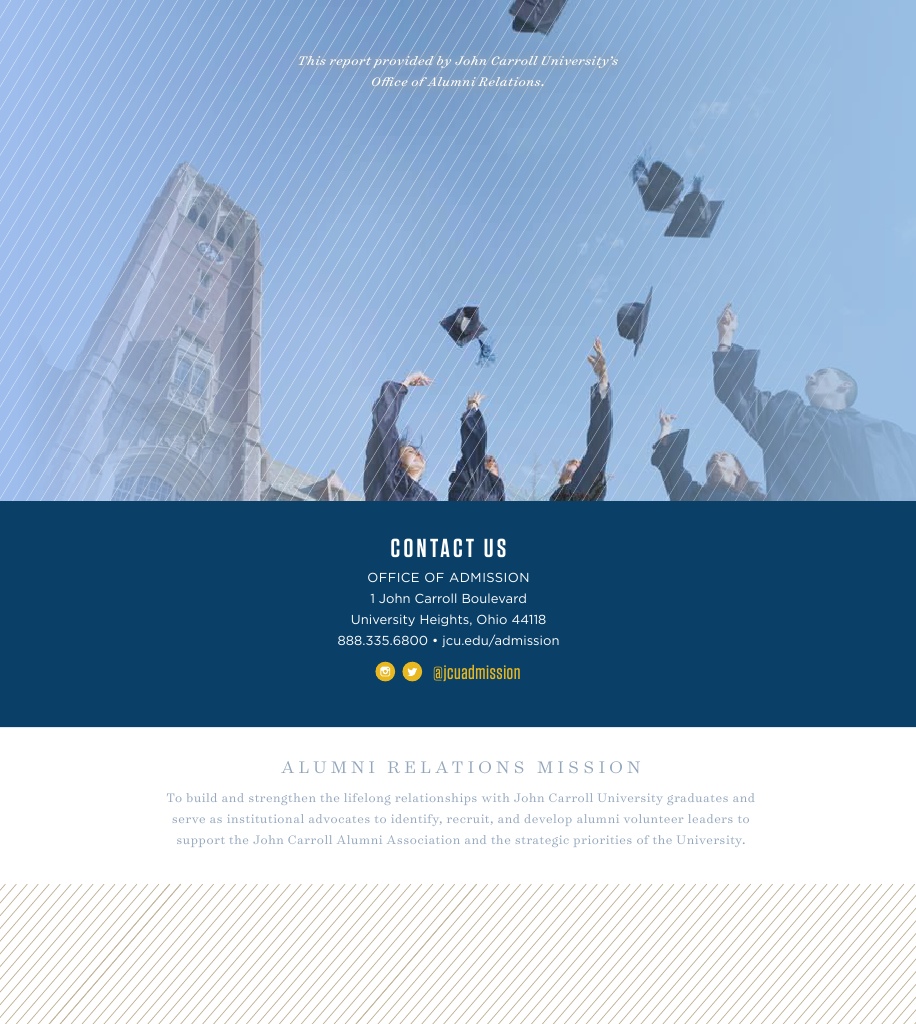 This report provided by John Carroll University's
Office of Alumni Relations.
CONTACT US
OFFICE OF ADMISSION
1 John Carroll Boulevard
University Heights, Ohio 44118
888.335.6800 • jcu.edu/admission
@jcuadmission
ALUMNI RELATIONS MISSION
To build and strengthen the lifelong relationships with John Carroll University graduates and
serve as institutional advocates to identify, recruit, and develop alumni volunteer leaders to
support the John Carroll Alumni Association and the strategic priorities of the University.